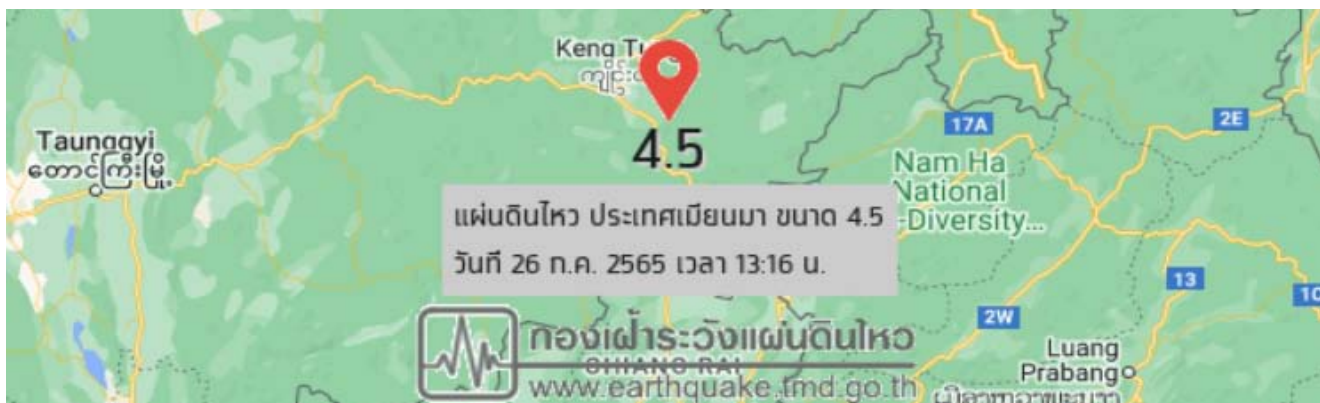 Keng
Taunggyi
တောင်ကြီးမြို့
4.5
17A
2E
Nam Ha
National
-Diversity...
แผ่นดินไหว ประเทศเมียนมา ขนาด 4.5
วันที่ 26 ก.ค. 2565 เวลา 13:16 น.
13
10
2W
กองเฝ้าระวังแผ่นดินไหว
CHIANG RAI
www.earthquake.tmd.go.th
Luang
Prabang